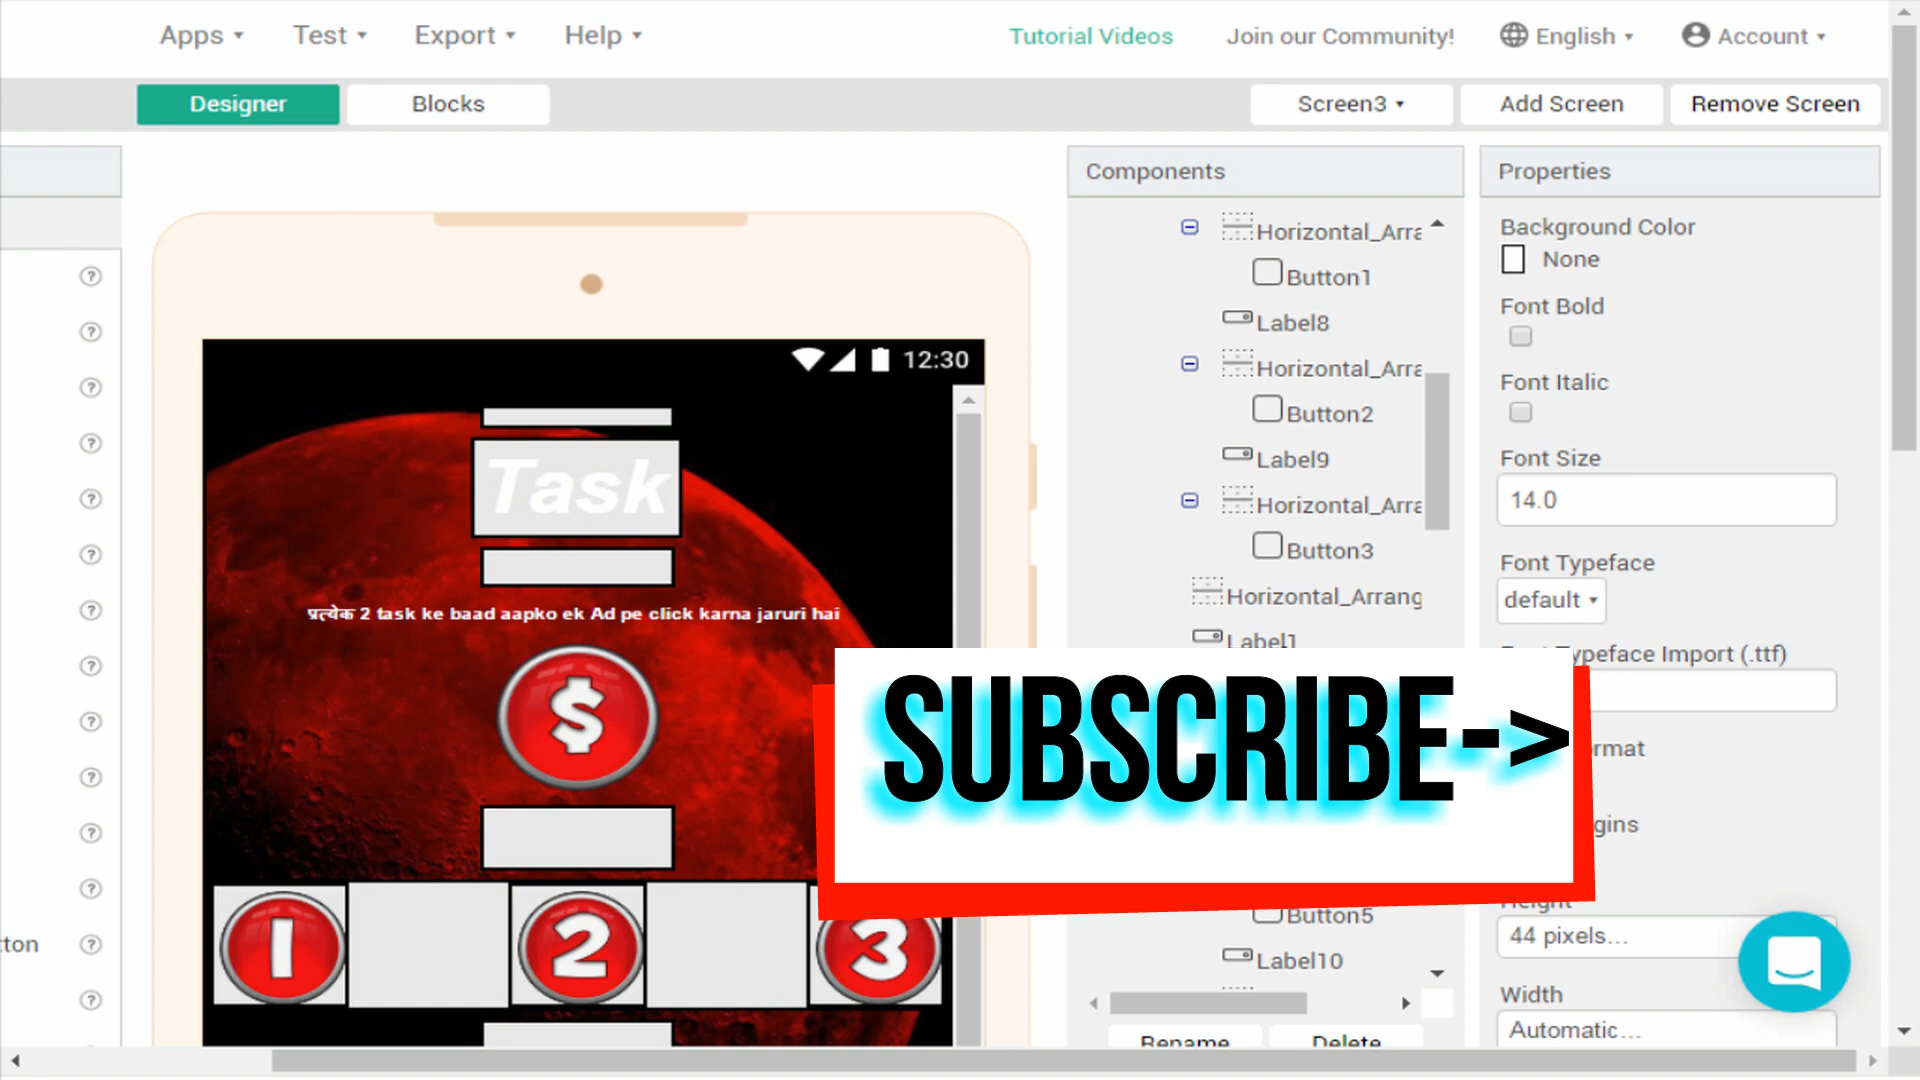 Apps Test Export Help Tutorial Videos Join our Community! English Account
Designer Blocks Screen3 Add Screen Remove Screen
Components
Horizontal_Arra
Button1
Label8
Horizontal_Arra
Button2
Label9
Horizontal_Arra
Button3
Horizontal_Arrang
Label1
Button5
Label10
Rename Delete
Properties
Background Color
None
Font Bold
Font Italic
Font Size
14.0
Font Typeface
default
ypeface Import (.ttf)
ormat
gins
Height
44 pixels...
Width
Automatic...
12:30
Task
प्रत्येक 2 task ke baad aapko ek Ad pe click karna jaruri hai
$
1 2 3
SUBSCRIBE->
tton